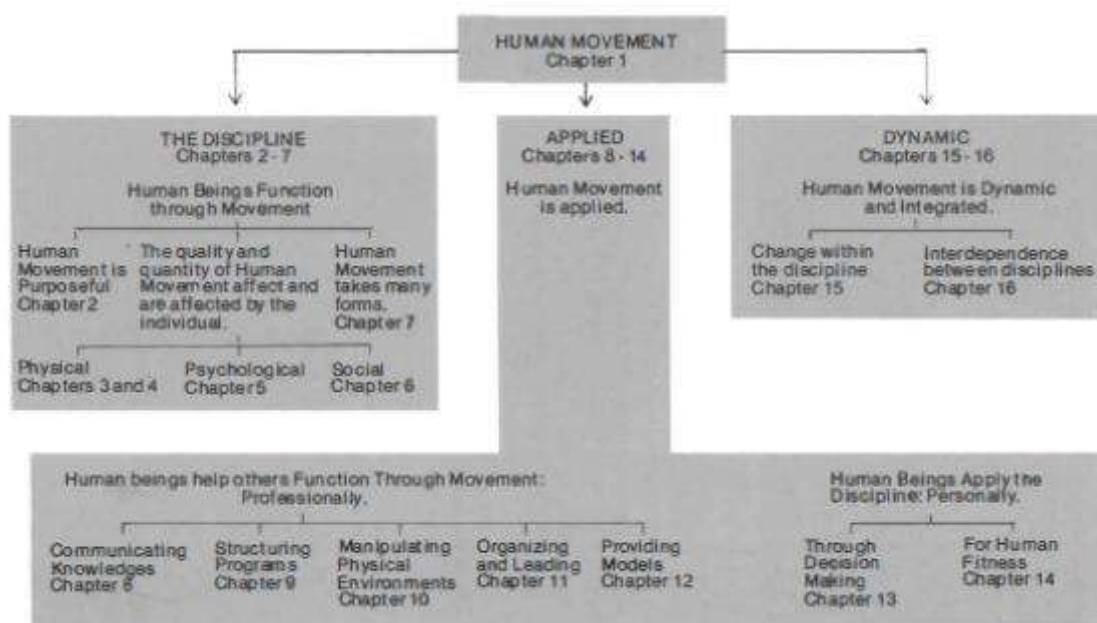 HUMAN MOVEMENT
Chapter 1
THE DISCIPLINE
Chapters 2 - 7
Human Beings Function
through Movement
Human
Movement is
Purposeful
Chapter 2
The quality and
quantity of Human
Movement affect and
are affected by the
individual.
Human
Movement
takes many
forms.
Chapter 7
Physical
Chapters 3 and 4
Psychological
Chapter 5
Social
Chapter 6
APPLIED
Chapters 8 - 14
Human Movement
is applied.
DYNAMIC
Chapters 15 - 16
Human Movement is Dynamic
and Integrated.
Change within
the discipline
Chapter 15
Interdependence
between disciplines
Chapter 16
Human beings help others Function Through Movement:
Professionally.
Communicating
Knowledges
Chapter 6
Structuring
Programs
Chapter 9
Manipulating
Physical
Environments
Chapter 10
Organizing
and Leading
Chapter 11
Providing
Models
Chapter 12
Human Beings Apply the
Discipline: Personally.
Through
Decision
Making
Chapter 13
For Human
Fitness
Chapter 14